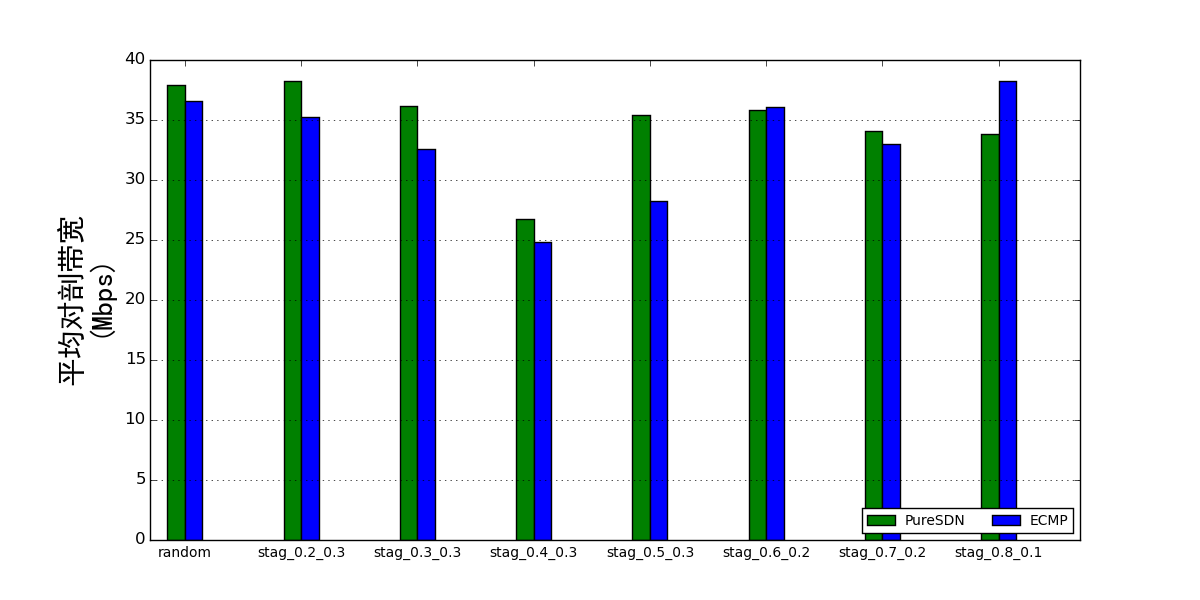 平均对剖带宽
(Mbps)
40
35
30
25
20
15
10
5
0
random stag_0.2_0.3 stag_0.3_0.3 stag_0.4_0.3 stag_0.5_0.3 stag_0.6_0.2 stag_0.7_0.2 stag_0.8_0.1
PureSDN ECMP